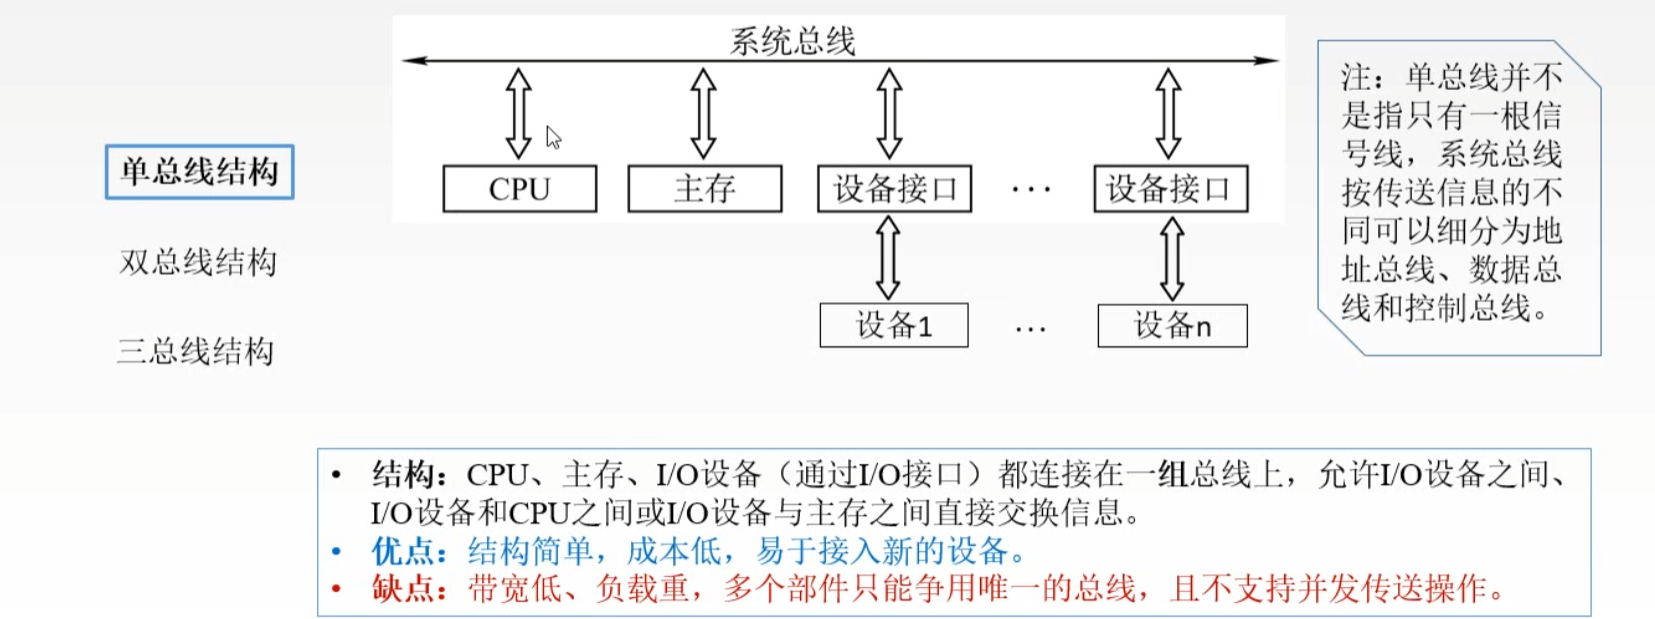 系统总线
CPU
主存
设备接口
···
设备接口
设备1
···
设备n
单总线结构
双总线结构
三总线结构
注：单总线并不
是指只有一根信
号线，系统总线
按传送信息的不
同可以细分为地
址总线、数据总
线和控制总线。
• 结构：CPU、主存、I/O设备（通过I/O接口）都连接在一组总线上，允许I/O设备之间、
I/O设备和CPU之间或I/O设备与主存之间直接交换信息。
• 优点：结构简单，成本低，易于接入新的设备。
• 缺点：带宽低、负载重，多个部件只能争用唯一的总线，且不支持并发传送操作。